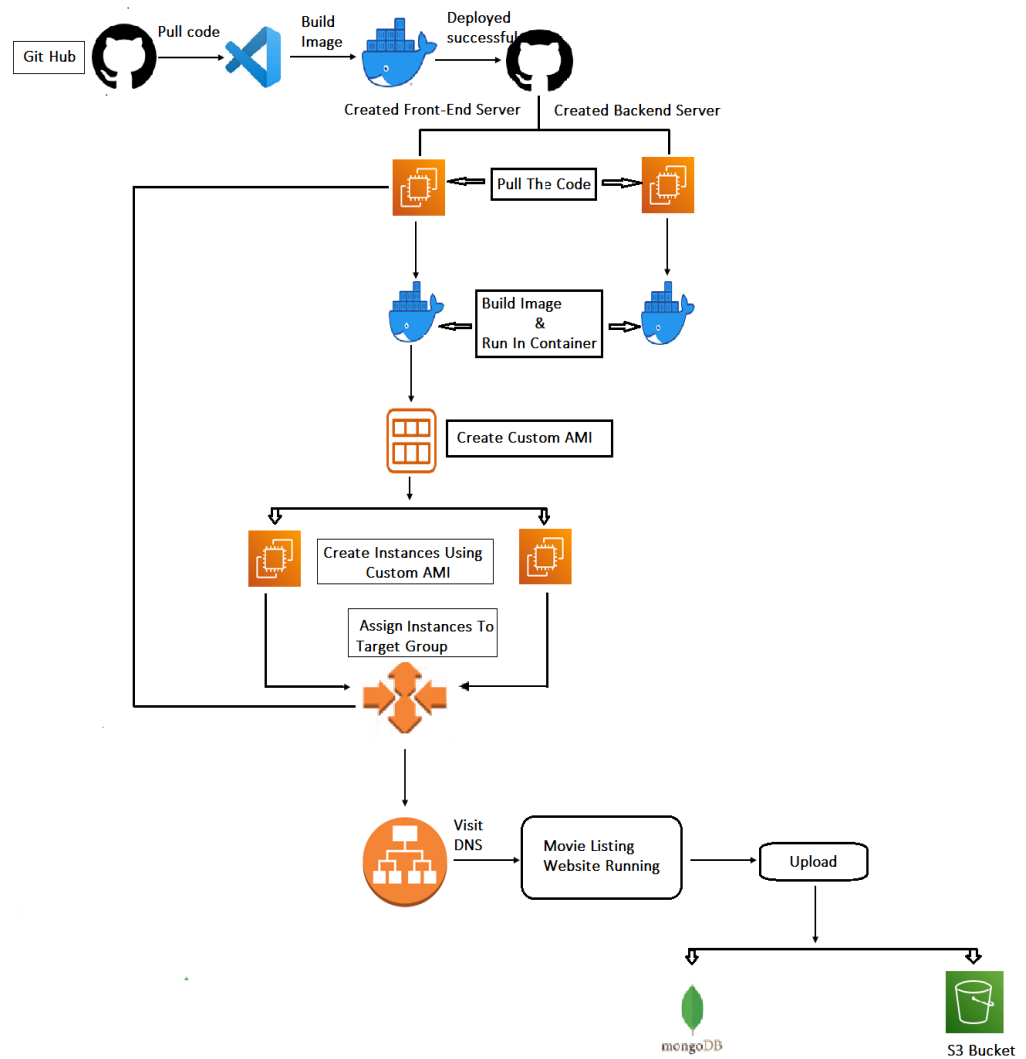 Git Hub
Pull code
Build
Image
Deployed
successful
Created Front-End Server
Created Backend Server
Pull The Code
Build Image
&
Run In Container
Create Custom AMI
Create Instances Using
Custom AMI
Assign Instances To
Target Group
Visit
DNS
Movie Listing
Website Running
Upload
mongoDB
S3 Bucket